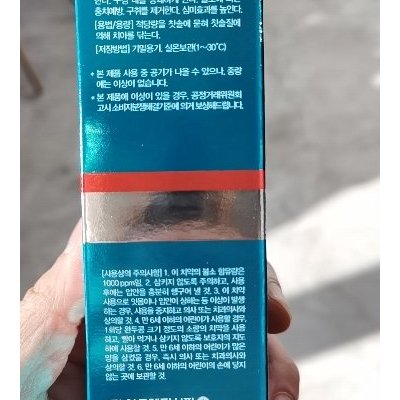 충치예방, 구취를 제거한다. 심미효과를 높인다.
[용법/용량] 적당량을 칫솔에 묻혀 칫솔질에
의해 치아를 닦는다.
[저장방법] 기밀용기, 실온보관(1~30℃)
* 본 제품 사용 중 공기가 나올 수 있으나, 중량
에는 이상이 없습니다.
* 본 제품에 이상이 있을 경우, 공정거래위원회
고시 소비자분쟁해결기준에 의거 보상해드립니다.
[사용상의 주의사항] 1. 이 치약의 불소 함유량은
1000 ppm임. 2. 삼키지 않도록 주의하고, 사용
후에는 입안을 충분히 헹구어 낼 것. 3. 이 치약
사용으로 잇몸이나 입안이 상하는 등 이상이 발생
하는 경우, 사용을 중지하고 의사 또는 치과의사와
상의할 것. 4. 만 6세 이하의 어린이가 사용할 경우,
1회당 완두콩 크기 정도의 소량의 치약을 사용
하고, 빨아 먹거나 삼키지 않도록 보호자의 지도
하에 사용할 것. 5. 만 6세 이하의 어린이가 많은
양을 삼켰을 경우, 즉시 의사 또는 치과의사와
상의할 것. 6. 만 6세 이하의 어린이의 손에 닿지
않는 곳에 보관할 것.